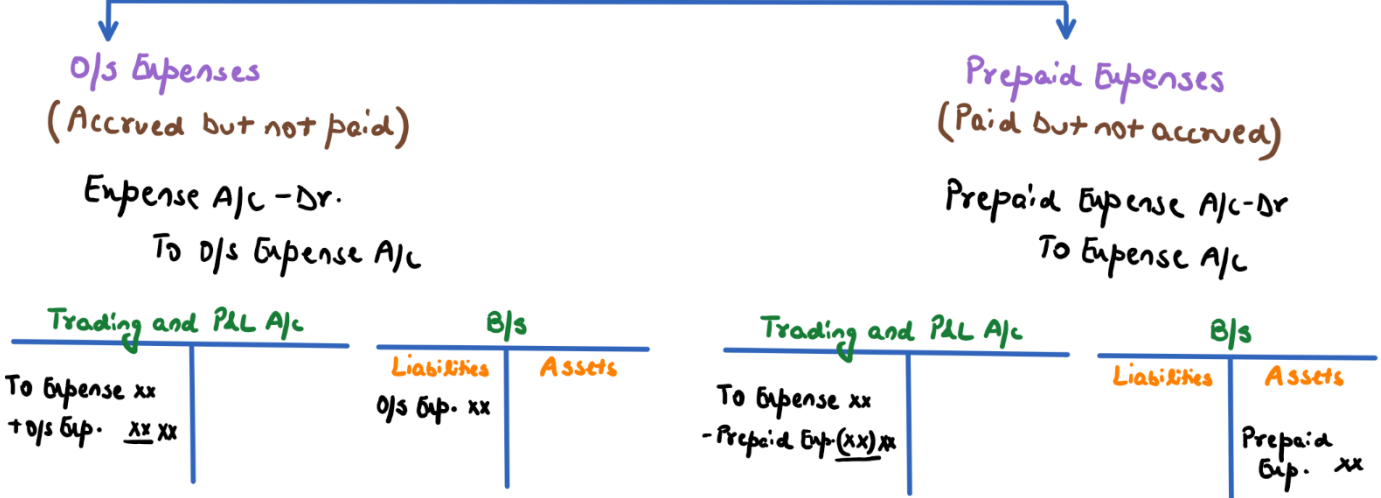 O/s Expenses
(Accrued but not paid)
Expense A/c - Dr.
To O/s Expense A/c
Trading and P&L A/c
To Expense xx
+ O/s Exp. xx xx
B/s
Liabilities Assets
O/s Exp. xx
Prepaid Expenses
(Paid but not accrued)
Prepaid Expense A/c - Dr
To Expense A/c
Trading and P&L A/c
To Expense xx
- Prepaid Exp. (xx) xx
B/s
Liabilities Assets
Prepaid
Exp. xx